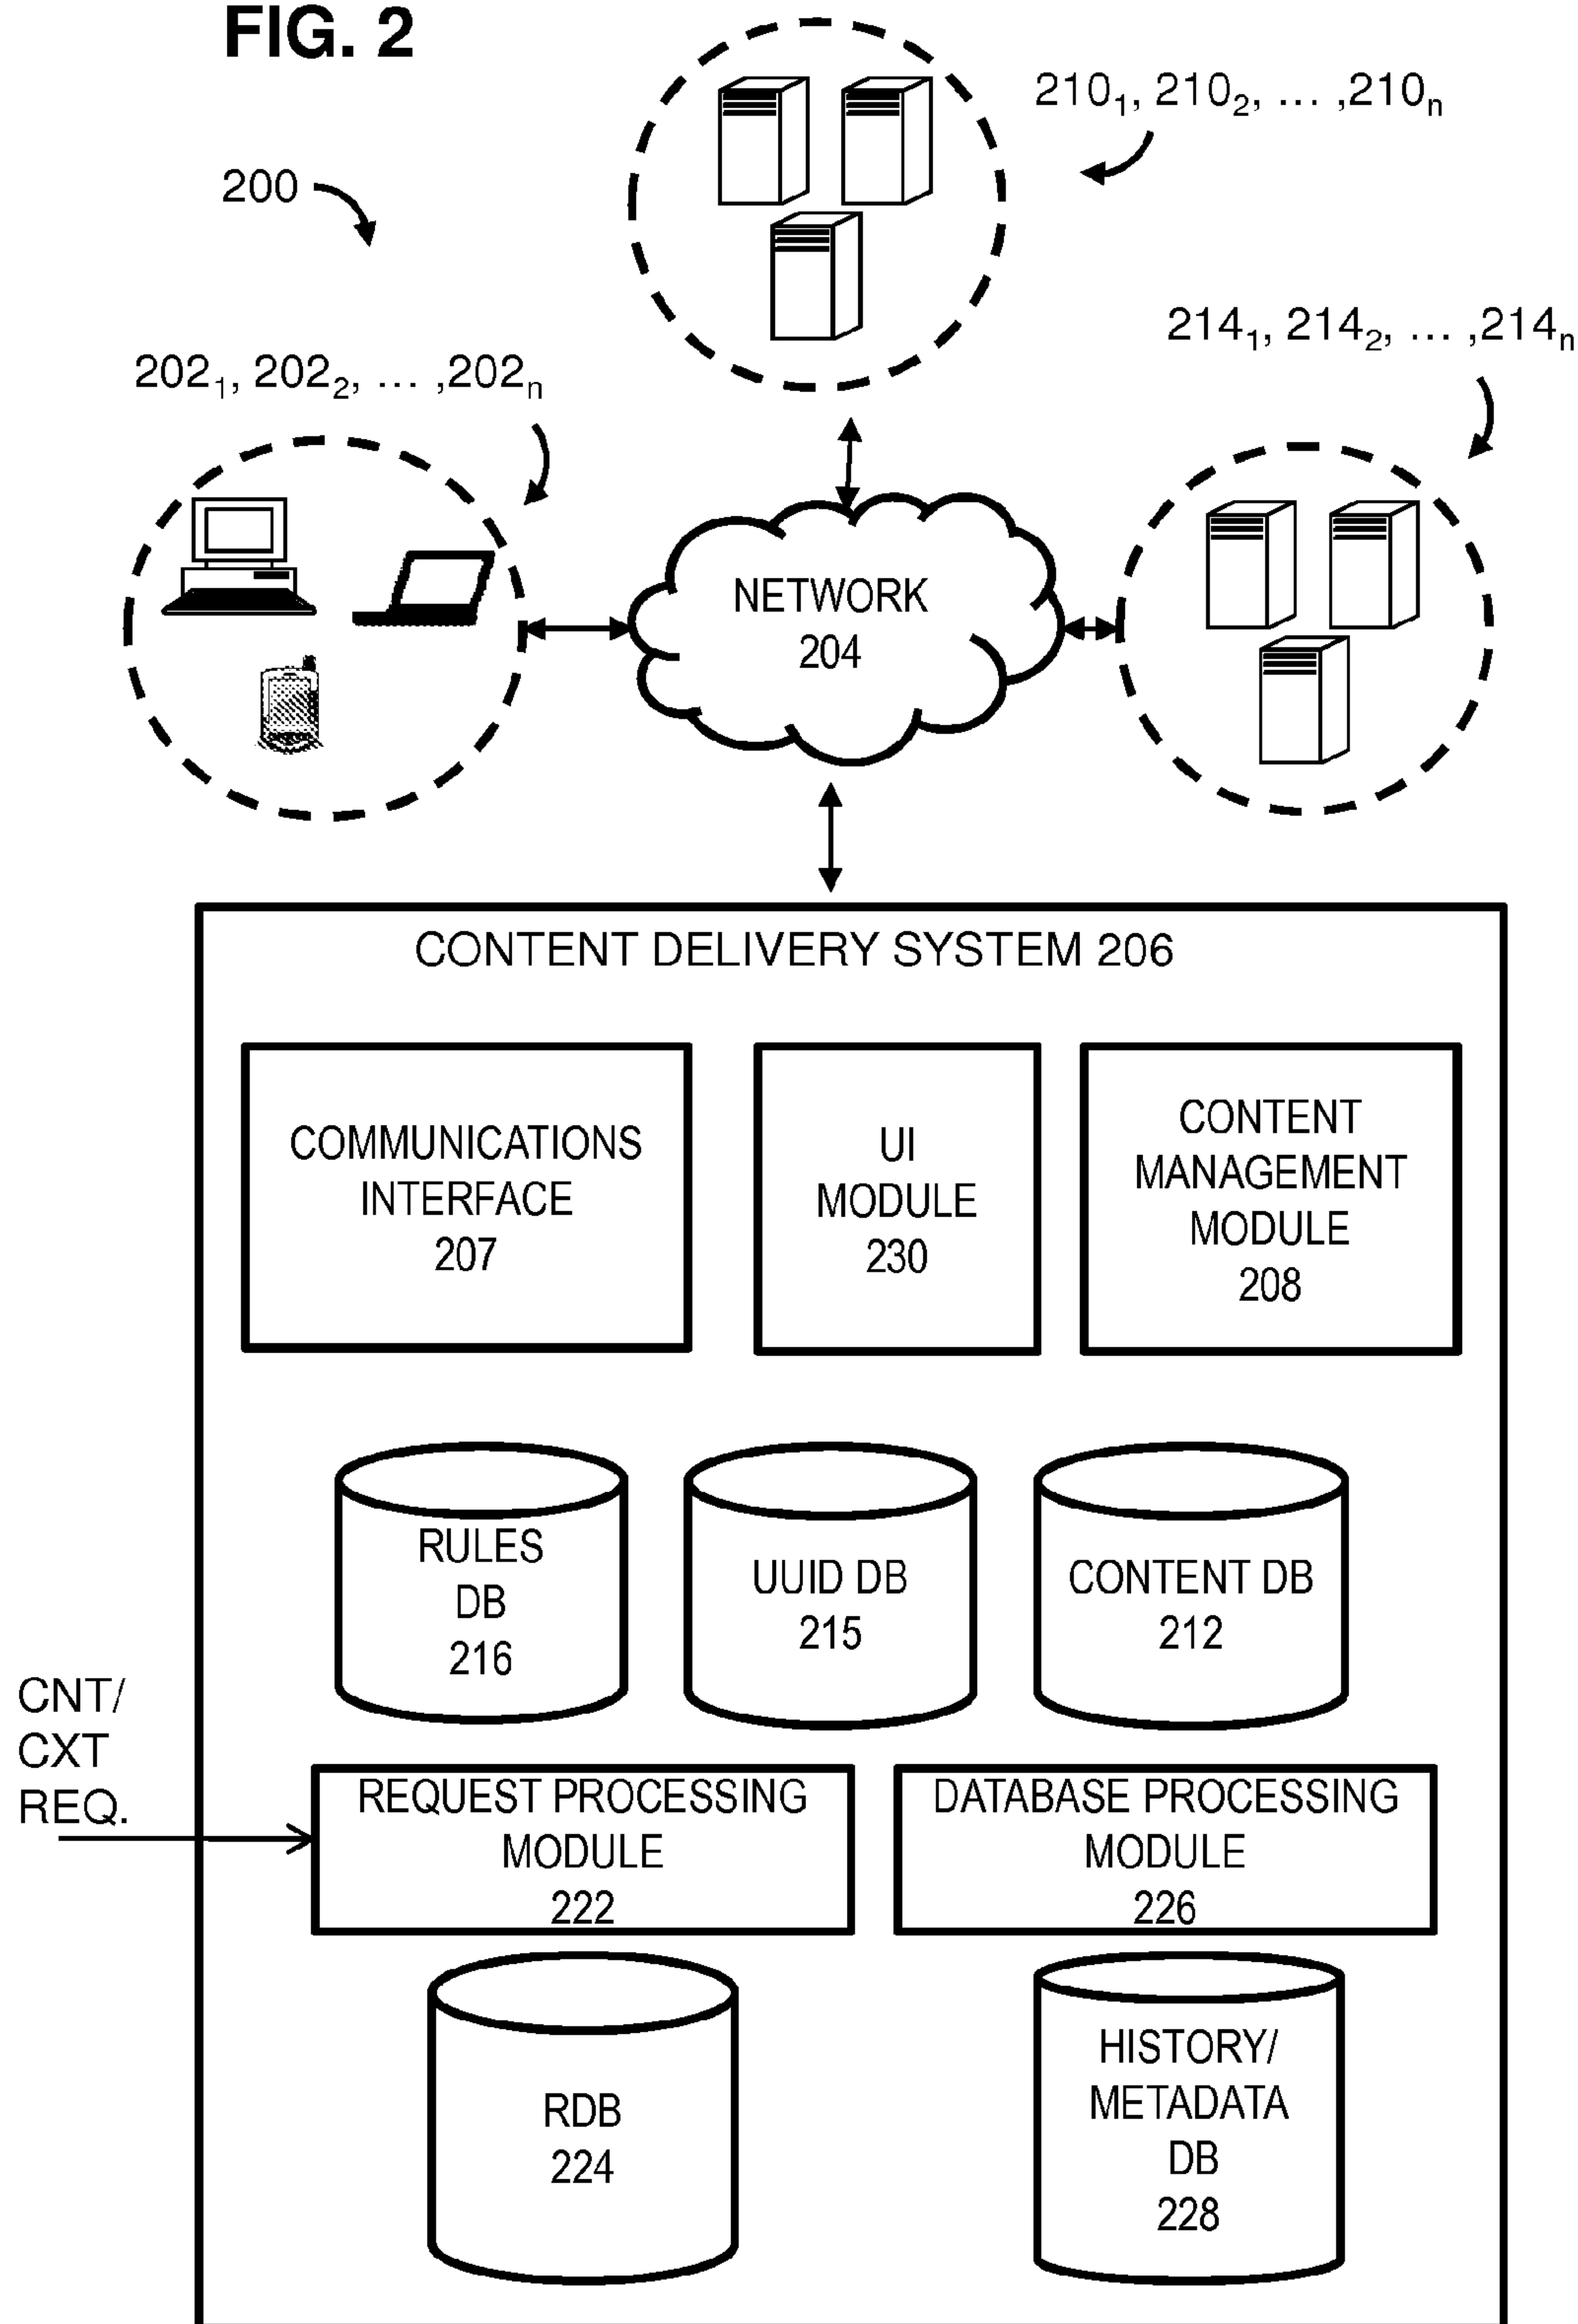 FIG. 2
210₁, 210₂, ... ,210ₙ
200
214₁, 214₂, ... ,214ₙ
202₁, 202₂, ... ,202ₙ
NETWORK
204
CONTENT DELIVERY SYSTEM 206
COMMUNICATIONS
INTERFACE
207
UI
MODULE
230
CONTENT
MANAGEMENT
MODULE
208
RULES
DB
216
UUID DB
215
CONTENT DB
212
CNT/
CXT
REQ.
REQUEST PROCESSING
MODULE
222
DATABASE PROCESSING
MODULE
226
RDB
224
HISTORY/
METADATA
DB
228